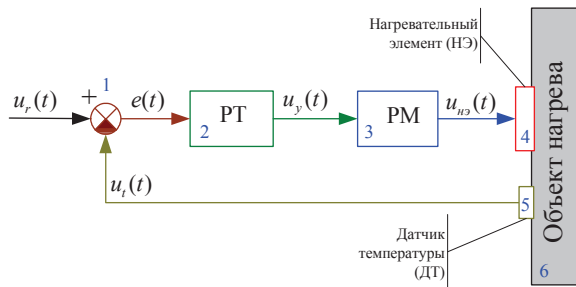 Нагревательный
элемент (НЭ)
1
+
u_r(t)
e(t)
РТ
2
u_y(t)
РМ
3
u_нэ(t)
4
u_t(t)
5
Датчик
температуры
(ДТ)
Объект нагрева
6